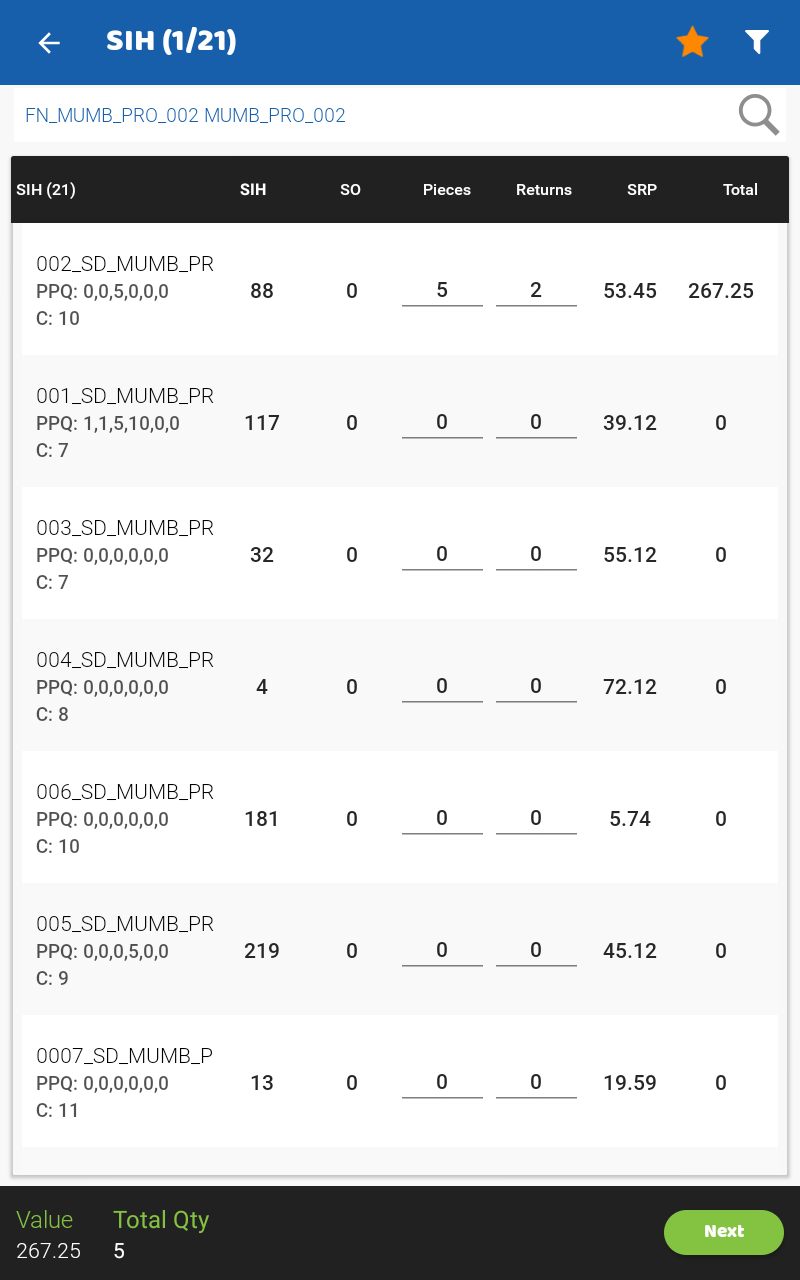 SIH (1/21)
FN_MUMB_PRO_002 MUMB_PRO_002
SIH (21) SIH SO Pieces Returns SRP Total
002_SD_MUMB_PR
PPQ: 0,0,5,0,0,0
C: 10
88 0 5 2 53.45 267.25
001_SD_MUMB_PR
PPQ: 1,1,5,10,0,0
C: 7
117 0 0 0 39.12 0
003_SD_MUMB_PR
PPQ: 0,0,0,0,0,0
C: 7
32 0 0 0 55.12 0
004_SD_MUMB_PR
PPQ: 0,0,0,0,0,0
C: 8
4 0 0 0 72.12 0
006_SD_MUMB_PR
PPQ: 0,0,0,0,0,0
C: 10
181 0 0 0 5.74 0
005_SD_MUMB_PR
PPQ: 0,0,0,5,0,0
C: 9
219 0 0 0 45.12 0
0007_SD_MUMB_P
PPQ: 0,0,0,0,0,0
C: 11
13 0 0 0 19.59 0
Value Total Qty
267.25 5
Next